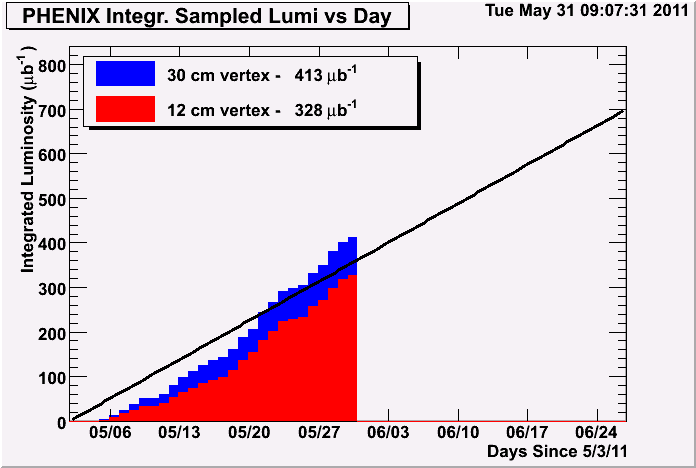 PHENIX Integr. Sampled Lumi vs Day
Tue May 31 09:07:31 2011
30 cm vertex - 413 μb⁻¹
12 cm vertex - 328 μb⁻¹
Integrated Luminosity (μb⁻¹)
800
700
600
500
400
300
200
100
0
05/06 05/13 05/20 05/27 06/03 06/10 06/17 06/24
Days Since 5/3/11